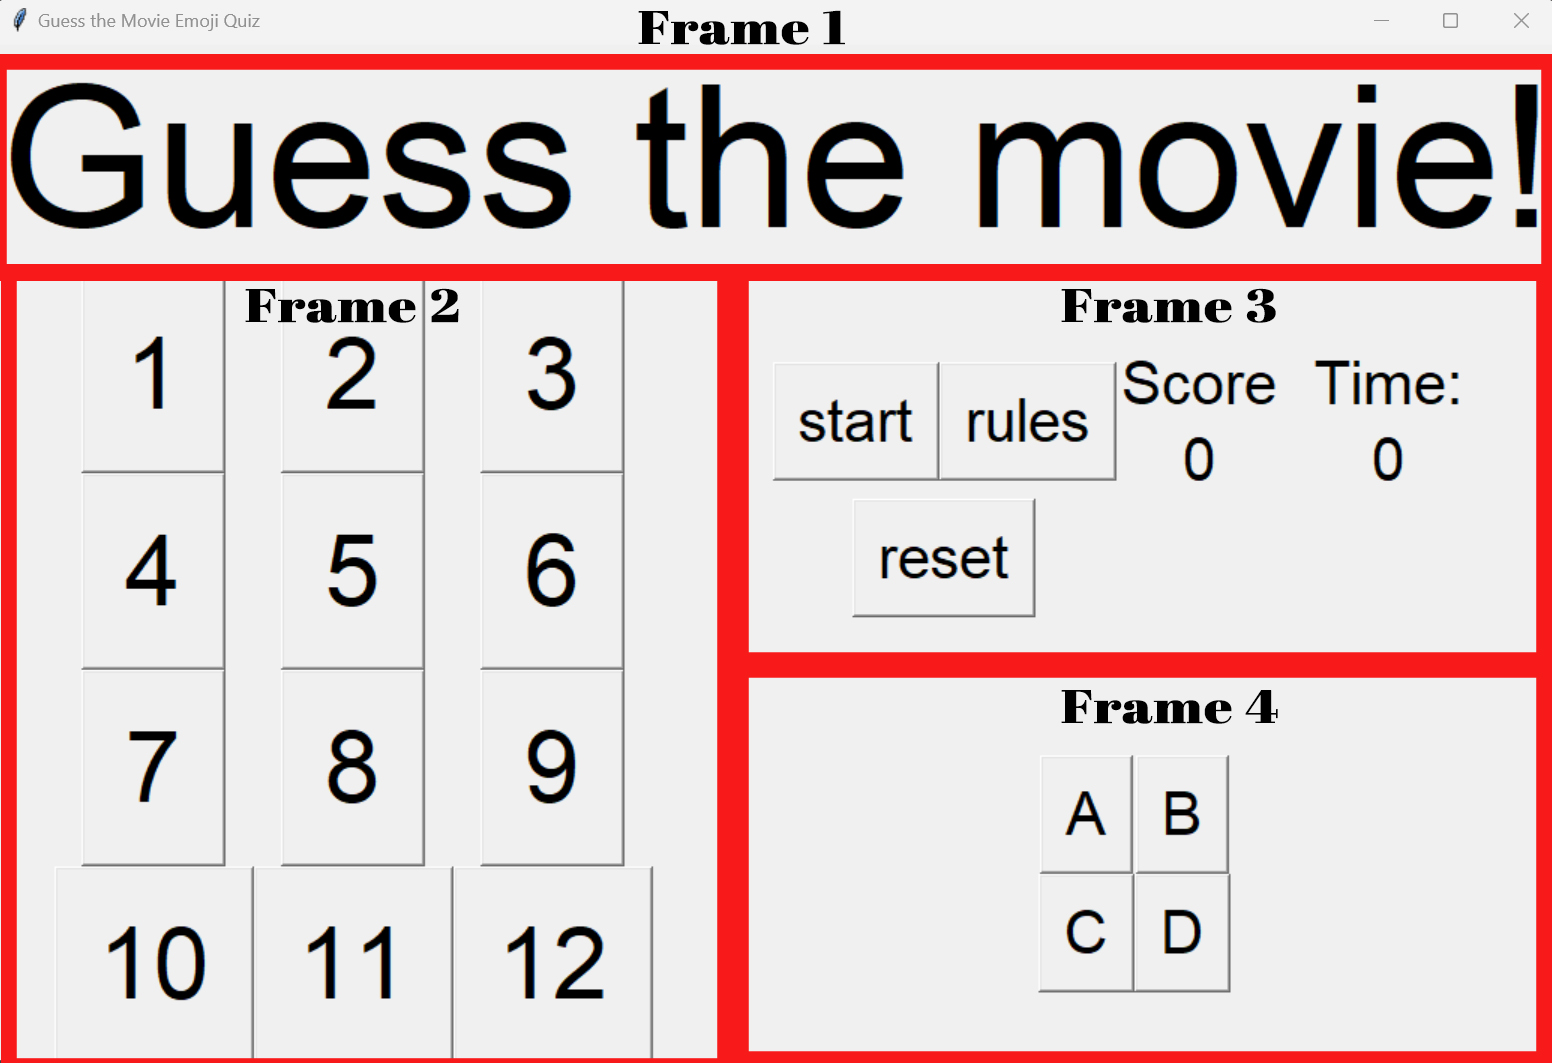 Guess the Movie Emoji Quiz
Frame 1
Guess the movie!
Frame 2
1 2 3
4 5 6
7 8 9
10 11 12
Frame 3
start rules Score Time:
0 0
reset
Frame 4
A B
C D